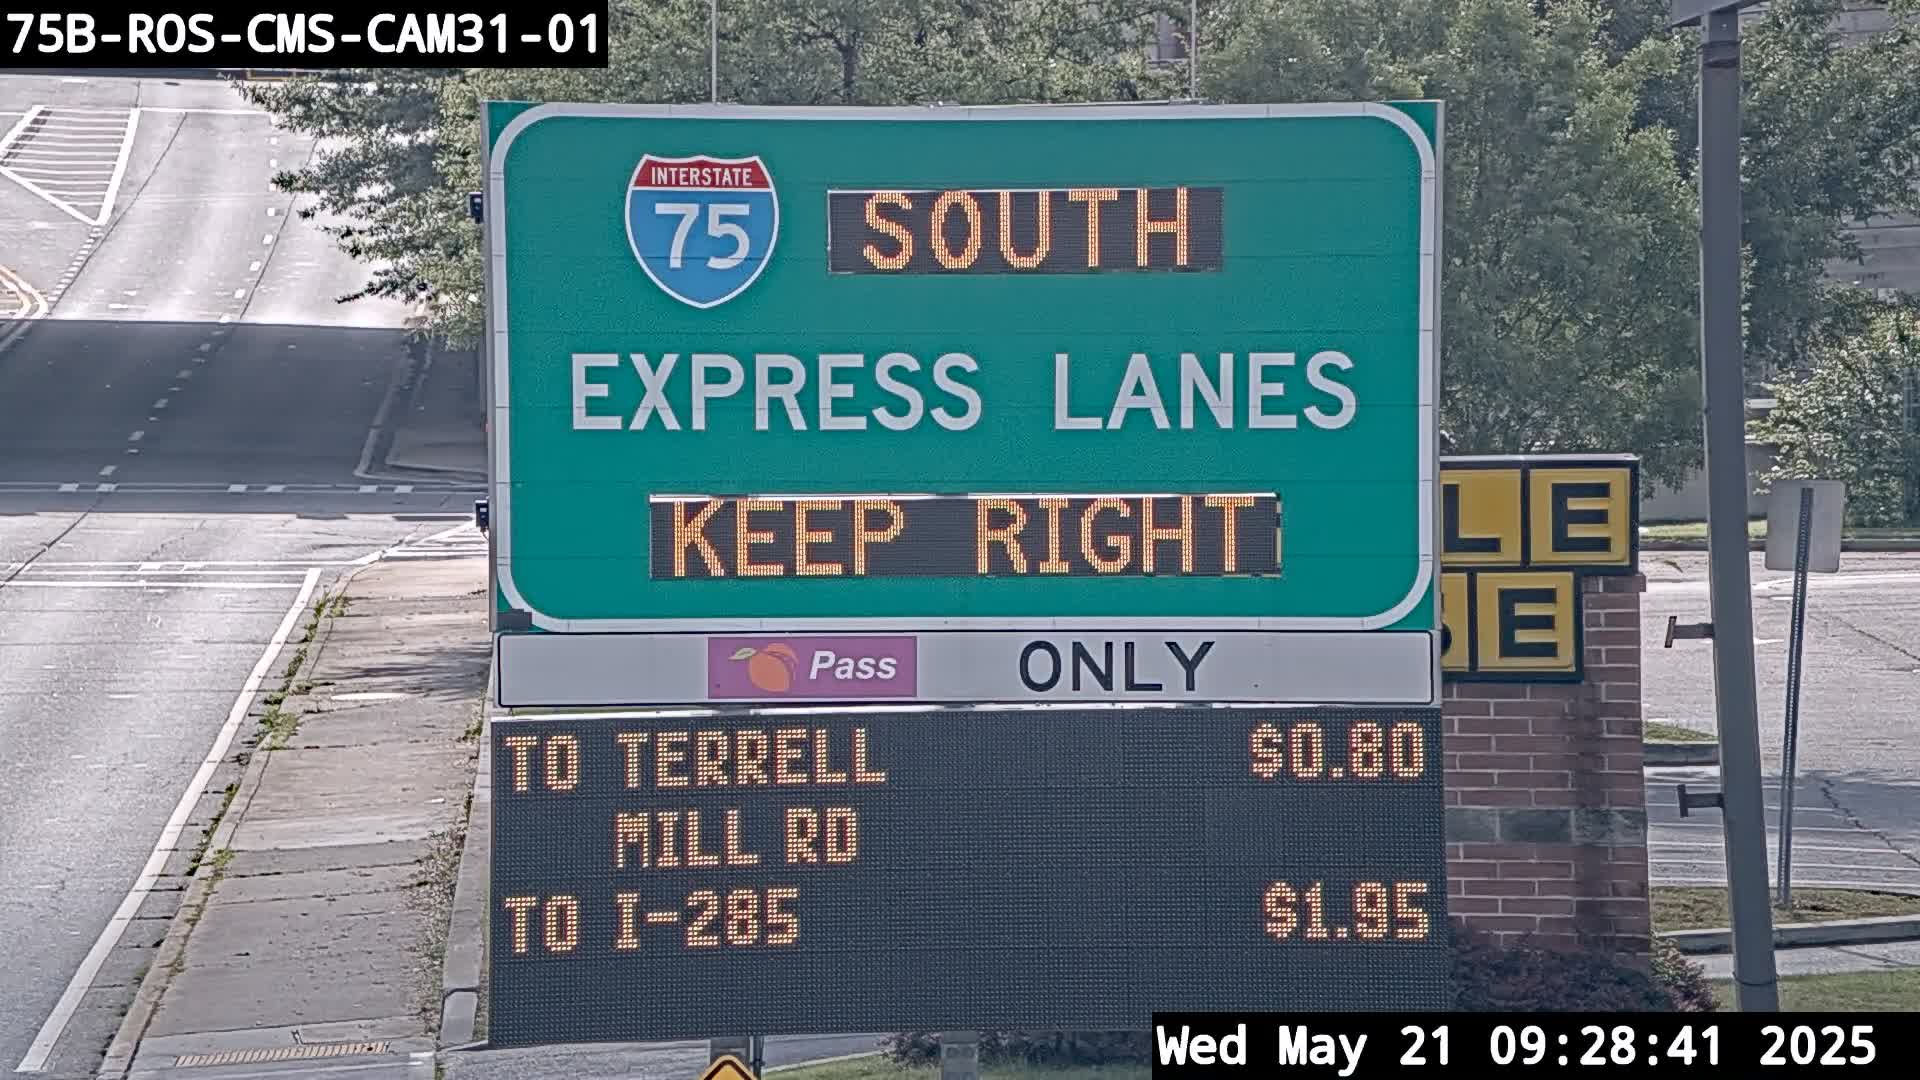 75B-ROS-CMS-CAM31-01
INTERSTATE
75
SOUTH
EXPRESS LANES
KEEP RIGHT
Pass ONLY
TO TERRELL $0.80
MILL RD
TO I-285 $1.95
LE
E
Wed May 21 09:28:41 2025